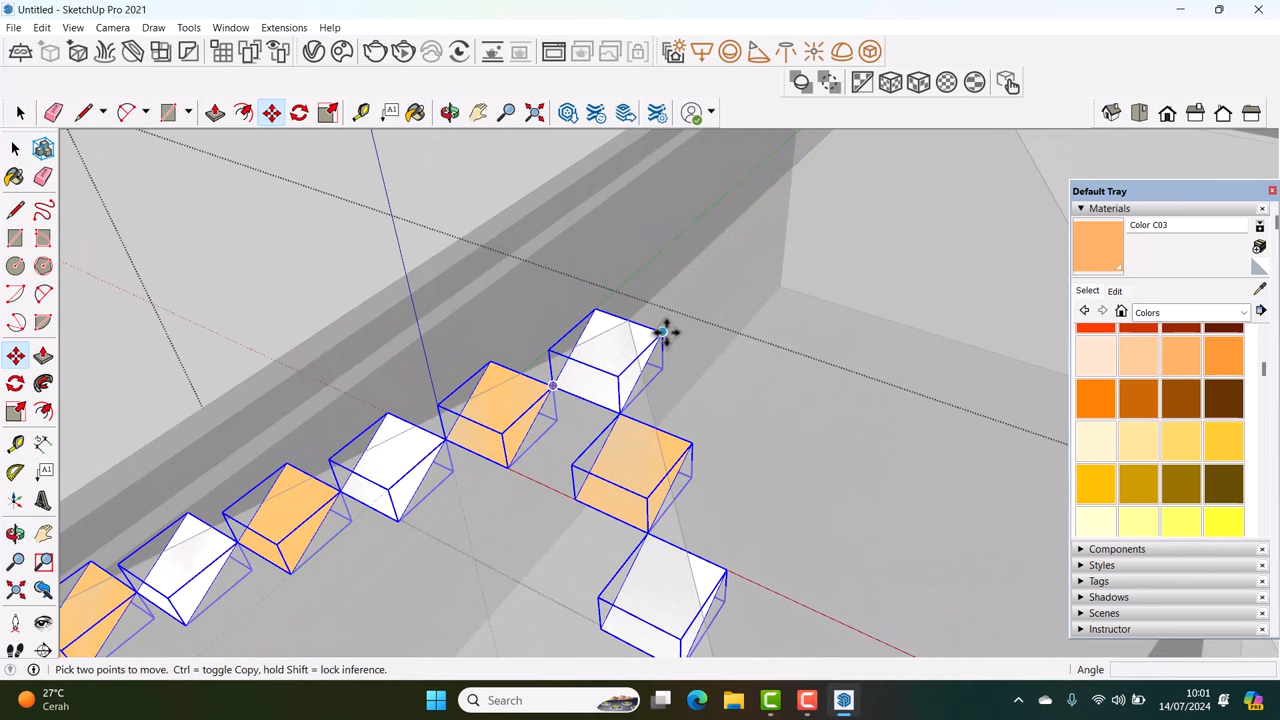 Untitled - SketchUp Pro 2021
File Edit View Camera Draw Tools Window Extensions Help
A1
Default Tray
Materials
Color C03
Select Edit
Colors
A1
Components
Styles
Tags
Shadows
Scenes
Instructor
Pick two points to move. Ctrl = toggle Copy, hold Shift = lock inference.
Angle
27°C
Cerah
Search
10:01
14/07/2024